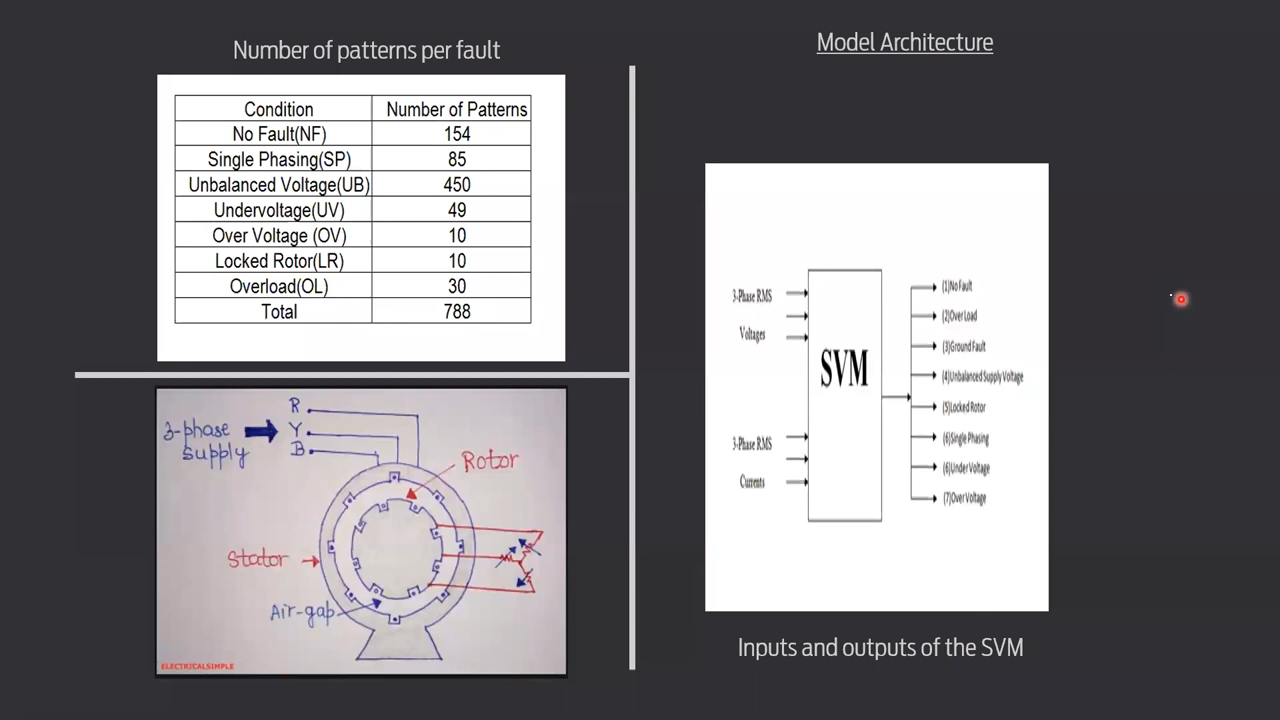 Number of patterns per fault
Condition Number of Patterns
No Fault(NF) 154
Single Phasing(SP) 85
Unbalanced Voltage(UB) 450
Undervoltage(UV) 49
Over Voltage (OV) 10
Locked Rotor(LR) 10
Overload(OL) 30
Total 788
3-phase supply
R
Y
B
Rotor
Stator
Air-gap
ELECTRICALSIMPLE
Model Architecture
3-Phase RMS
Voltages
3-Phase RMS
Currents
SVM
(1)No Fault
(2)Over Load
(3)Ground Fault
(4)Unbalanced Supply Voltage
(5)Locked Rotor
(6)Single Phasing
(6)Under Voltage
(7)Over Voltage
Inputs and outputs of the SVM